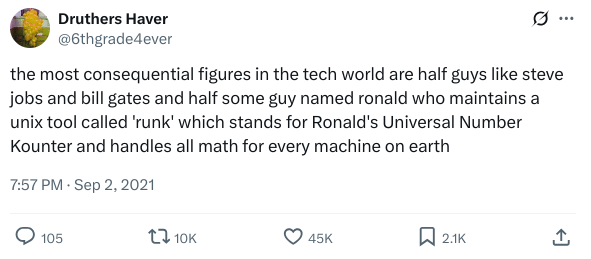 Druthers Haver
@6thgrade4ever
the most consequential figures in the tech world are half guys like steve
jobs and bill gates and half some guy named ronald who maintains a
unix tool called 'runk' which stands for Ronald's Universal Number
Kounter and handles all math for every machine on earth
7:57 PM · Sep 2, 2021
105 10K 45K 2.1K